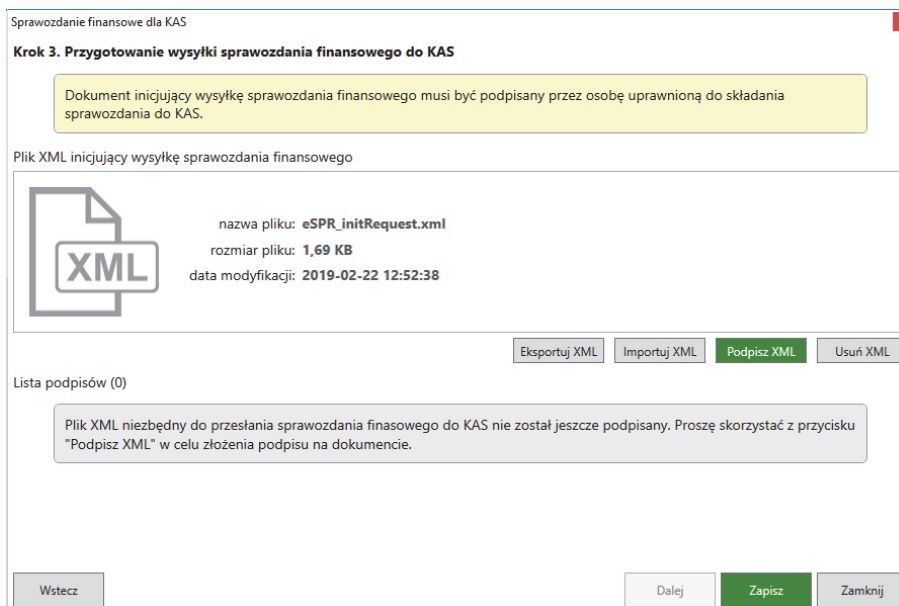 Sprawozdanie finansowe dla KAS
Krok 3. Przygotowanie wysyłki sprawozdania finansowego do KAS
Dokument inicjujący wysyłkę sprawozdania finansowego musi być podpisany przez osobę uprawnioną do składania
sprawozdania do KAS.
Plik XML inicjujący wysyłkę sprawozdania finansowego
XML
nazwa pliku: eSPR_initRequest.xml
rozmiar pliku: 1,69 KB
data modyfikacji: 2019-02-22 12:52:38
Eksportuj XML Importuj XML Podpisz XML Usuń XML
Lista podpisów (0)
Plik XML niezbędny do przesłania sprawozdania finasowego do KAS nie został jeszcze podpisany. Proszę skorzystać z przycisku
"Podpisz XML" w celu złożenia podpisu na dokumencie.
Wstecz Dalej Zapisz Zamknij